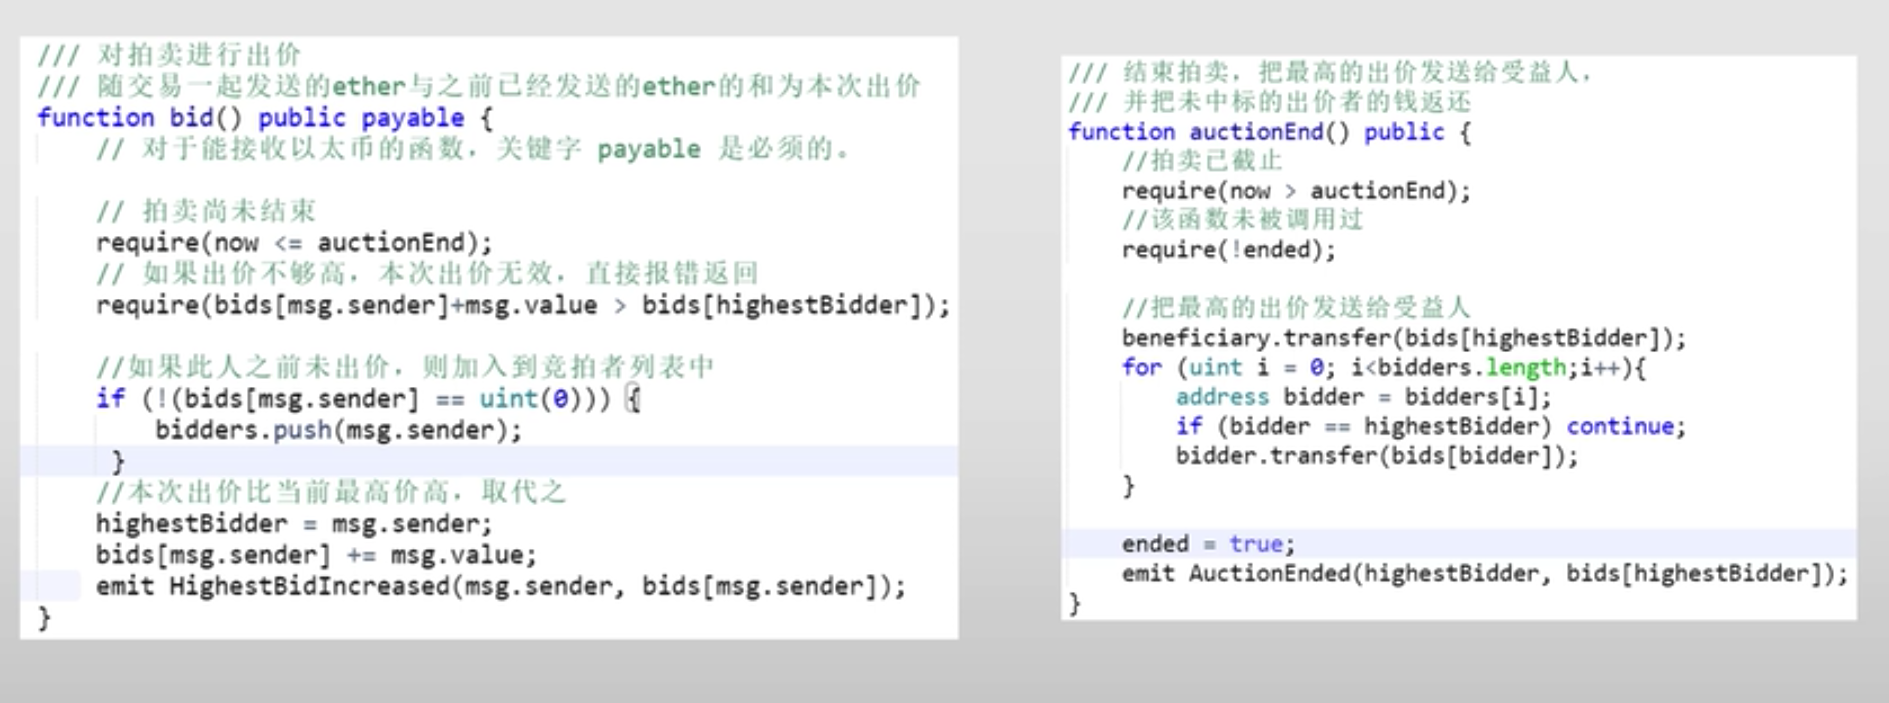 /// 对拍卖进行出价
/// 随交易一起发送的ether与之前已经发送的ether的和为本次出价
function bid() public payable {
// 对于能接收以太币的函数，关键字 payable 是必须的。
// 拍卖尚未结束
require(now <= auctionEnd);
// 如果出价不够高，本次出价无效，直接报错返回
require(bids[msg.sender]+msg.value > bids[highestBidder]);
//如果此人之前未出价，则加入到竞拍者列表中
if (!(bids[msg.sender] == uint(0))) {
bidders.push(msg.sender);
}
//本次出价比当前最高价高，取代之
highestBidder = msg.sender;
bids[msg.sender] += msg.value;
emit HighestBidIncreased(msg.sender, bids[msg.sender]);
}
/// 结束拍卖，把最高的出价发送给受益人，
/// 并把未中标的出价者的钱返还
function auctionEnd() public {
//拍卖已截止
require(now > auctionEnd);
//该函数未被调用过
require(!ended);
//把最高的出价发送给受益人
beneficiary.transfer(bids[highestBidder]);
for (uint i = 0; i<bidders.length;i++){
address bidder = bidders[i];
if (bidder == highestBidder) continue;
bidder.transfer(bids[bidder]);
}
ended = true;
emit AuctionEnded(highestBidder, bids[highestBidder]);
}